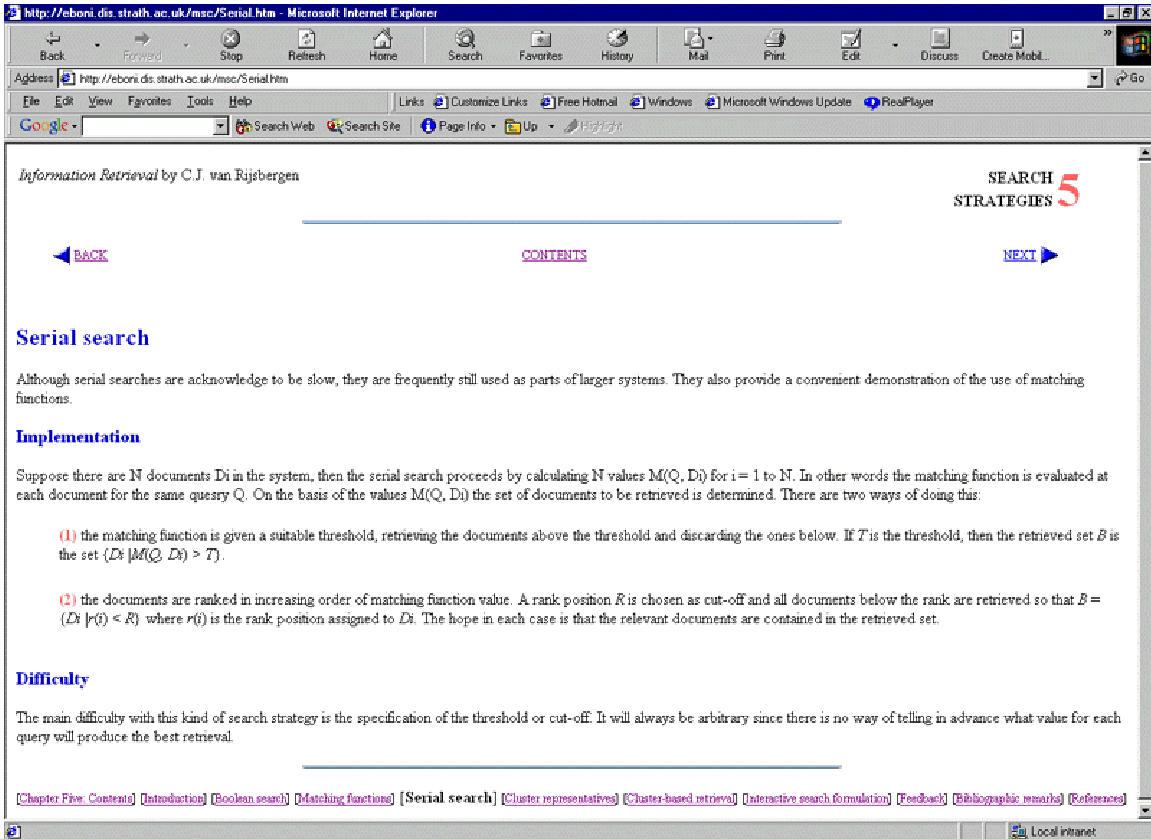 http://eboni.dis.strath.ac.uk/msc/Serial.htm - Microsoft Internet Explorer
Back Forward Stop Refresh Home Search Favorites History Mail Print Edit Discuss Create Mobil...
Address http://eboni.dis.strath.ac.uk/msc/Serial.htm Go
File Edit View Favorites Tools Help Links Customize Links Free Hotmail Windows Microsoft Windows Update RealPlayer
Google Search Web Search Site Page Info Up Highlight
Information Retrieval by C.J. van Rijsbergen
SEARCH
STRATEGIES 5
BACK CONTENTS NEXT
Serial search
Although serial searches are acknowledge to be slow, they are frequently still used as parts of larger systems. They also provide a convenient demonstration of the use of matching
functions.
Implementation
Suppose there are N documents Di in the system, then the serial search proceeds by calculating N values M(Q, Di) for i = 1 to N. In other words the matching function is evaluated at
each document for the same quesry Q. On the basis of the values M(Q, Di) the set of documents to be retrieved is determined. There are two ways of doing this:
(1) the matching function is given a suitable threshold, retrieving the documents above the threshold and discarding the ones below. If T is the threshold, then the retrieved set B is
the set {Di |M(Q, Di) > T}.
(2) the documents are ranked in increasing order of matching function value. A rank position R is chosen as cut-off and all documents below the rank are retrieved so that B =
{Di |r(i) < R} where r(i) is the rank position assigned to Di. The hope in each case is that the relevant documents are contained in the retrieved set.
Difficulty
The main difficulty with this kind of search strategy is the specification of the threshold or cut-off. It will always be arbitrary since there is no way of telling in advance what value for each
query will produce the best retrieval.
[Chapter Five: Contents] [Introduction] [Boolean search] [Matching functions] [Serial search] [Cluster representatives] [Cluster-based retrieval] [Interactive search formulation] [Feedback] [Bibliographic remarks] [References]
Local intranet